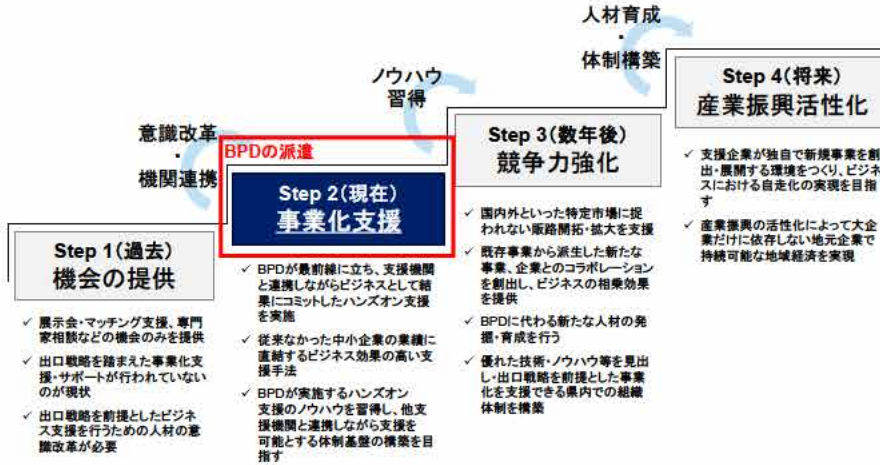 意識改革
・
機関連携
ノウハウ
習得
人材育成
・
体制構築
Step 1(過去)
機会の提供
✓ 展示会・マッチング支援、専門
家相談などの機会のみを提供
✓ 出口戦略を踏まえた事業化支
援・サポートが行われていない
のが現状
✓ 出口戦略を前提としたビジネ
ス支援を行うための人材の意
識改革が必要
BPDの派遣
Step 2(現在)
事業化支援
✓ BPDが最前線に立ち、支援機関
と連携しながらビジネスとして結
果にコミットしたハンズオン支援
を実施
✓ 従来なかった中小企業の業績に
直結するビジネス効果の高い支
援手法
✓ BPDが実施するハンズオン
支援のノウハウを習得し、他支
援機関と連携しながら支援を
可能とする体制基盤の構築を目
指す
Step 3(数年後)
競争力強化
✓ 国内外といった特定市場に捉
われない販路開拓・拡大を支援
✓ 既存事業から派生した新たな
事業、企業とのコラボレーション
を創出し、ビジネスの相乗効果
を提供
✓ BPDに代わる新たな人材の発
掘・育成を行う
✓ 優れた技術・ノウハウ等を見出
し・出口戦略を前提とした事業
化を支援できる県内での組織
体制を構築
Step 4(将来)
産業振興活性化
✓ 支援企業が独自で新規事業を創
出・展開する環境をつくり、ビジネ
スにおける自走化の実現を目指
す
✓ 産業振興の活性化によって大企
業だけに依存しない地元企業で
持続可能な地域経済を実現